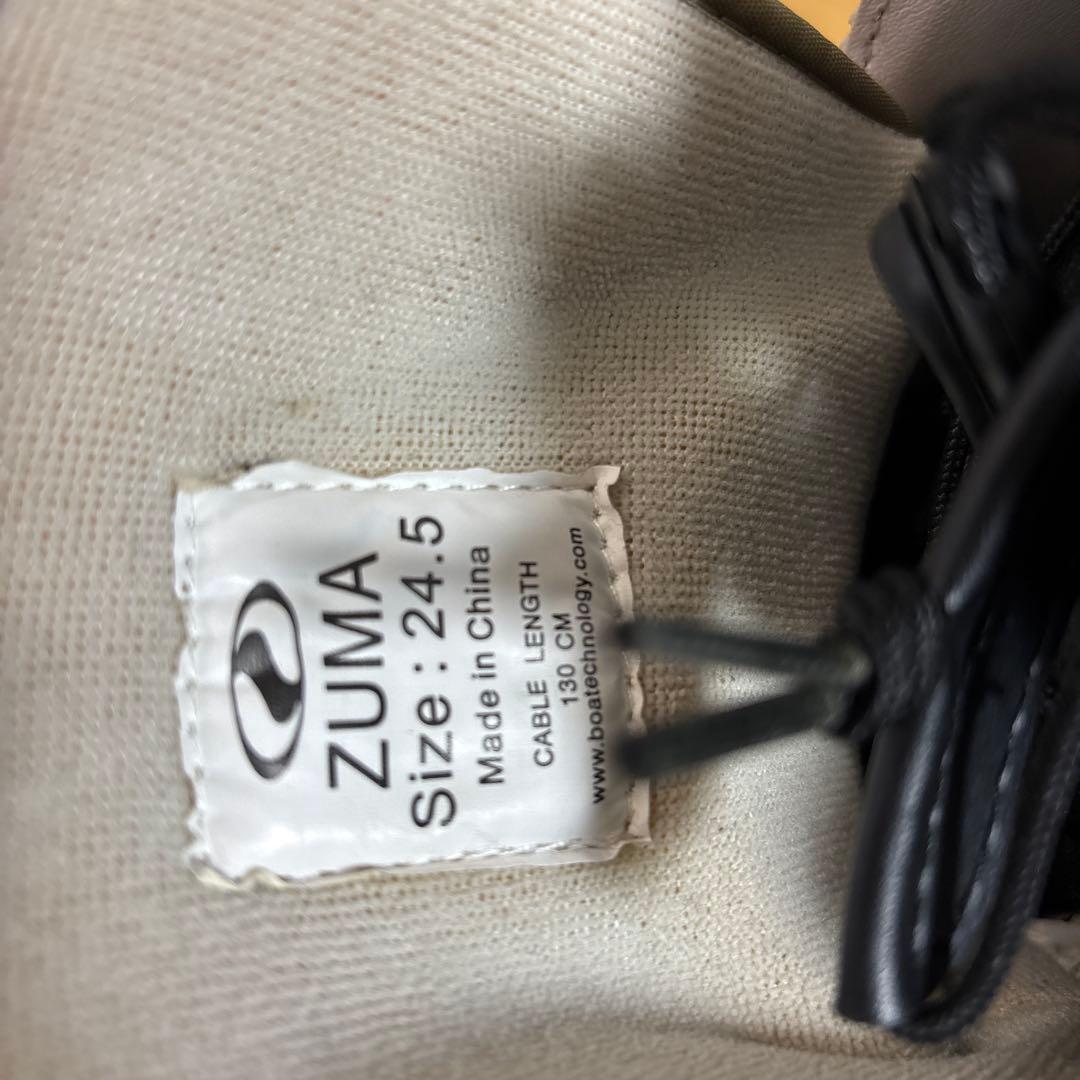 ZUMA
Size : 24.5
Made in China
CABLE LENGTH
130 CM
www.boatechnology.com